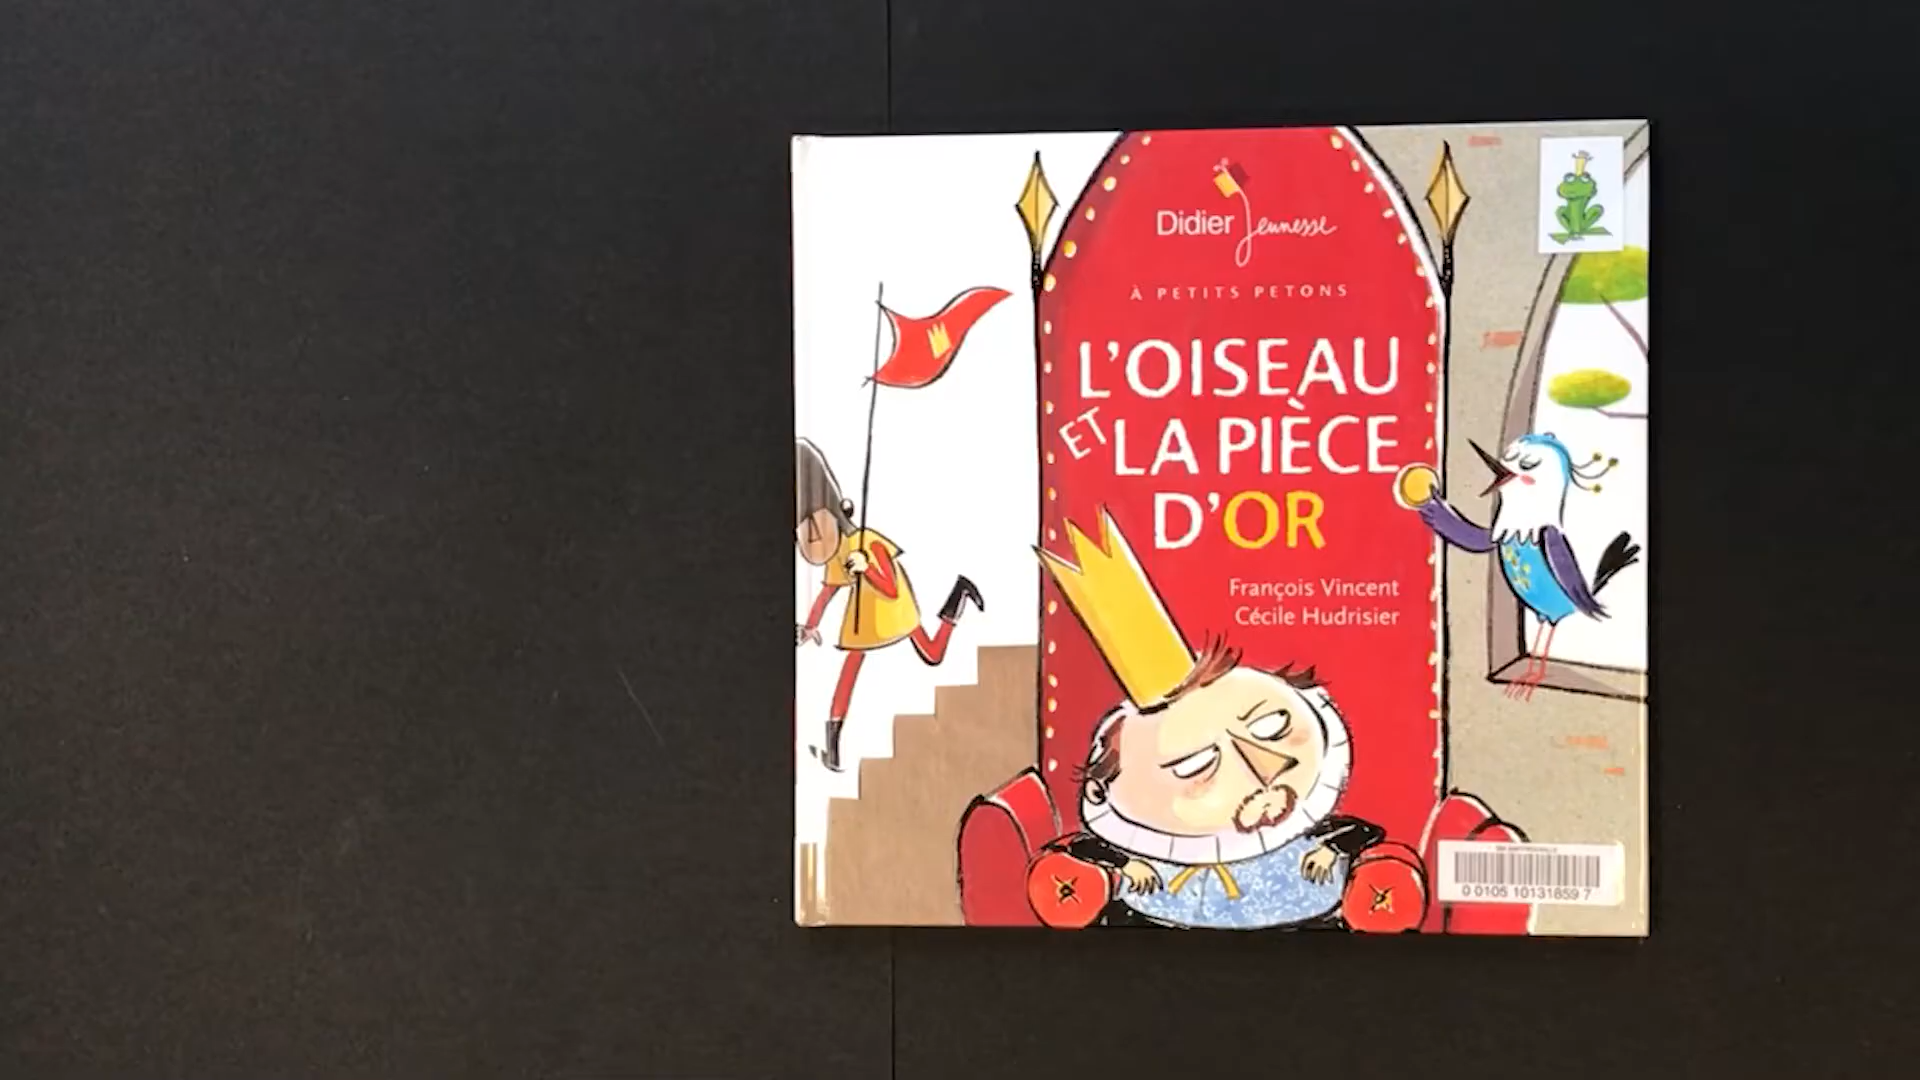 Didier Jeunesse
À PETITS PETONS
L'OISEAU
ET LA PIÈCE
D'OR
François Vincent
Cécile Hudrisier
0 0105 10131859 7